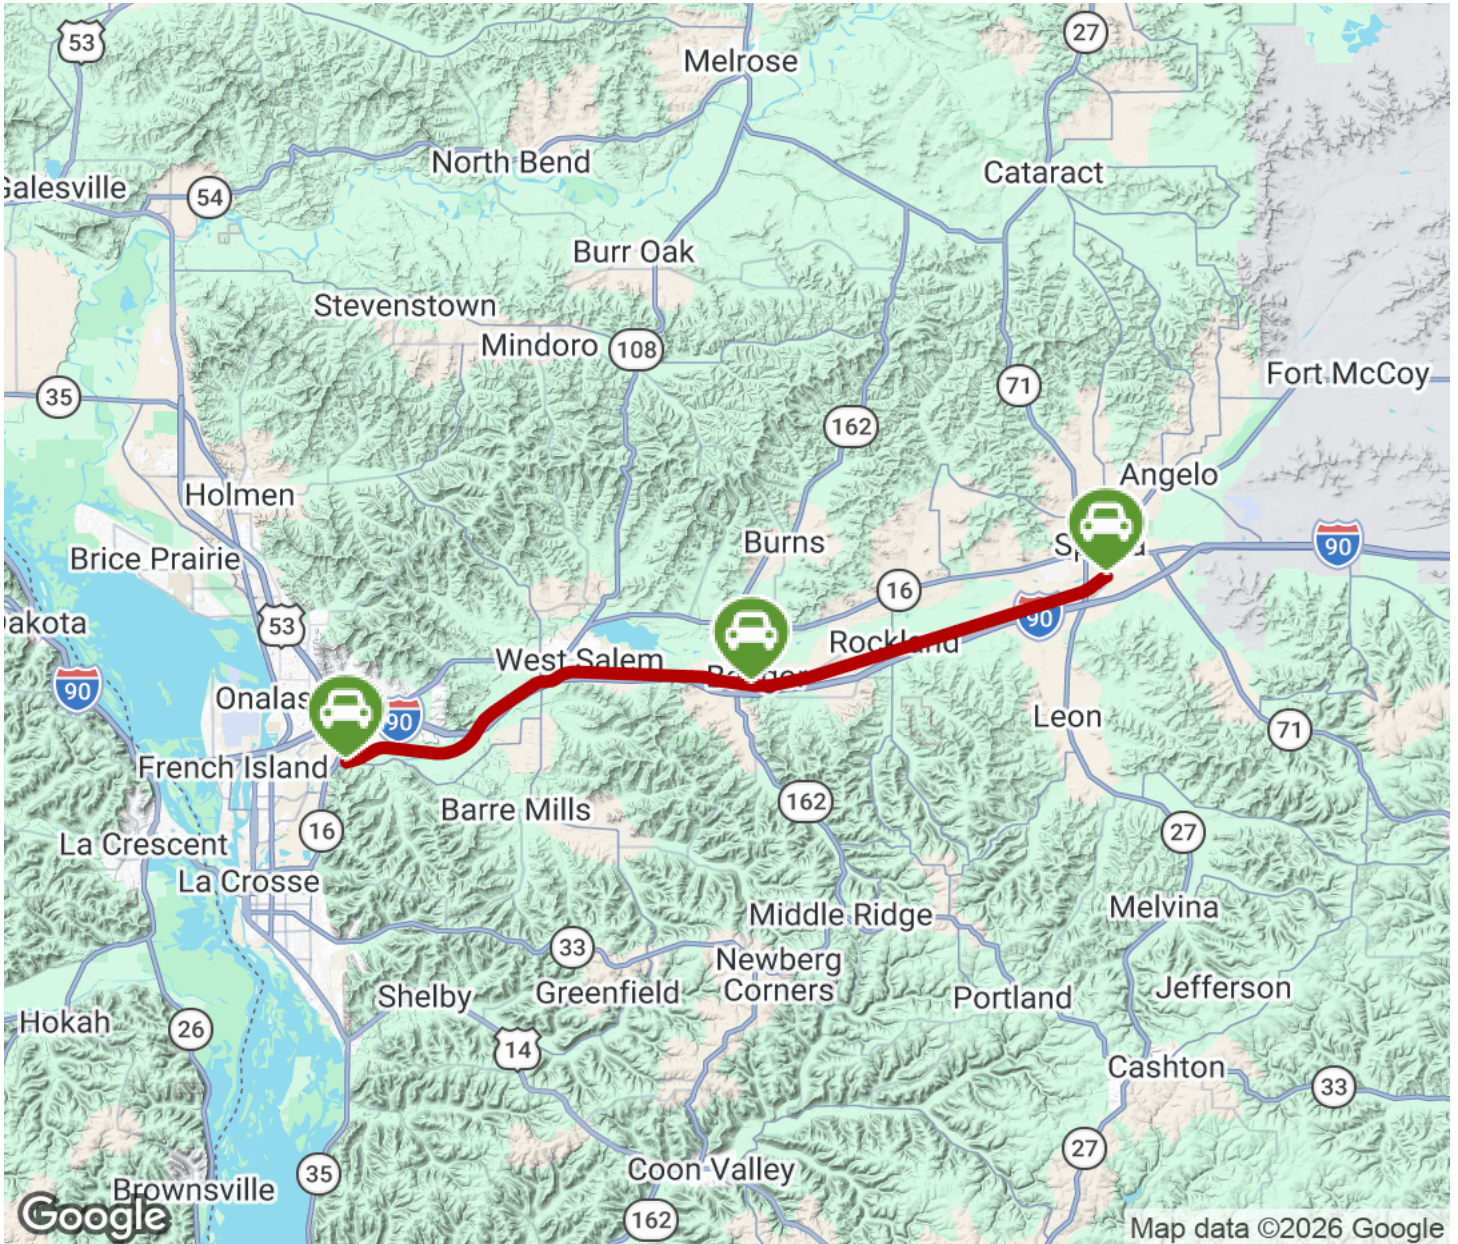 53
27
Melrose
North Bend
Cataract
Galesville
54
Burr Oak
Stevenstown
Mindoro
108
Fort McCoy
35
71
162
Angelo
Holmen
Burns
90
Brice Prairie
16
90
53
Rockland
West Salem
90
Onalas
90
Leon
71
French Island
Barre Mills
162
16
27
La Crescent
La Crosse
Melvina
Middle Ridge
33
Newberg
Corners
Shelby
Greenfield
Portland
Jefferson
Hokah
26
14
Cashton
33
27
Coon Valley
35
Brownsville
162
Google
Map data ©2026 Google